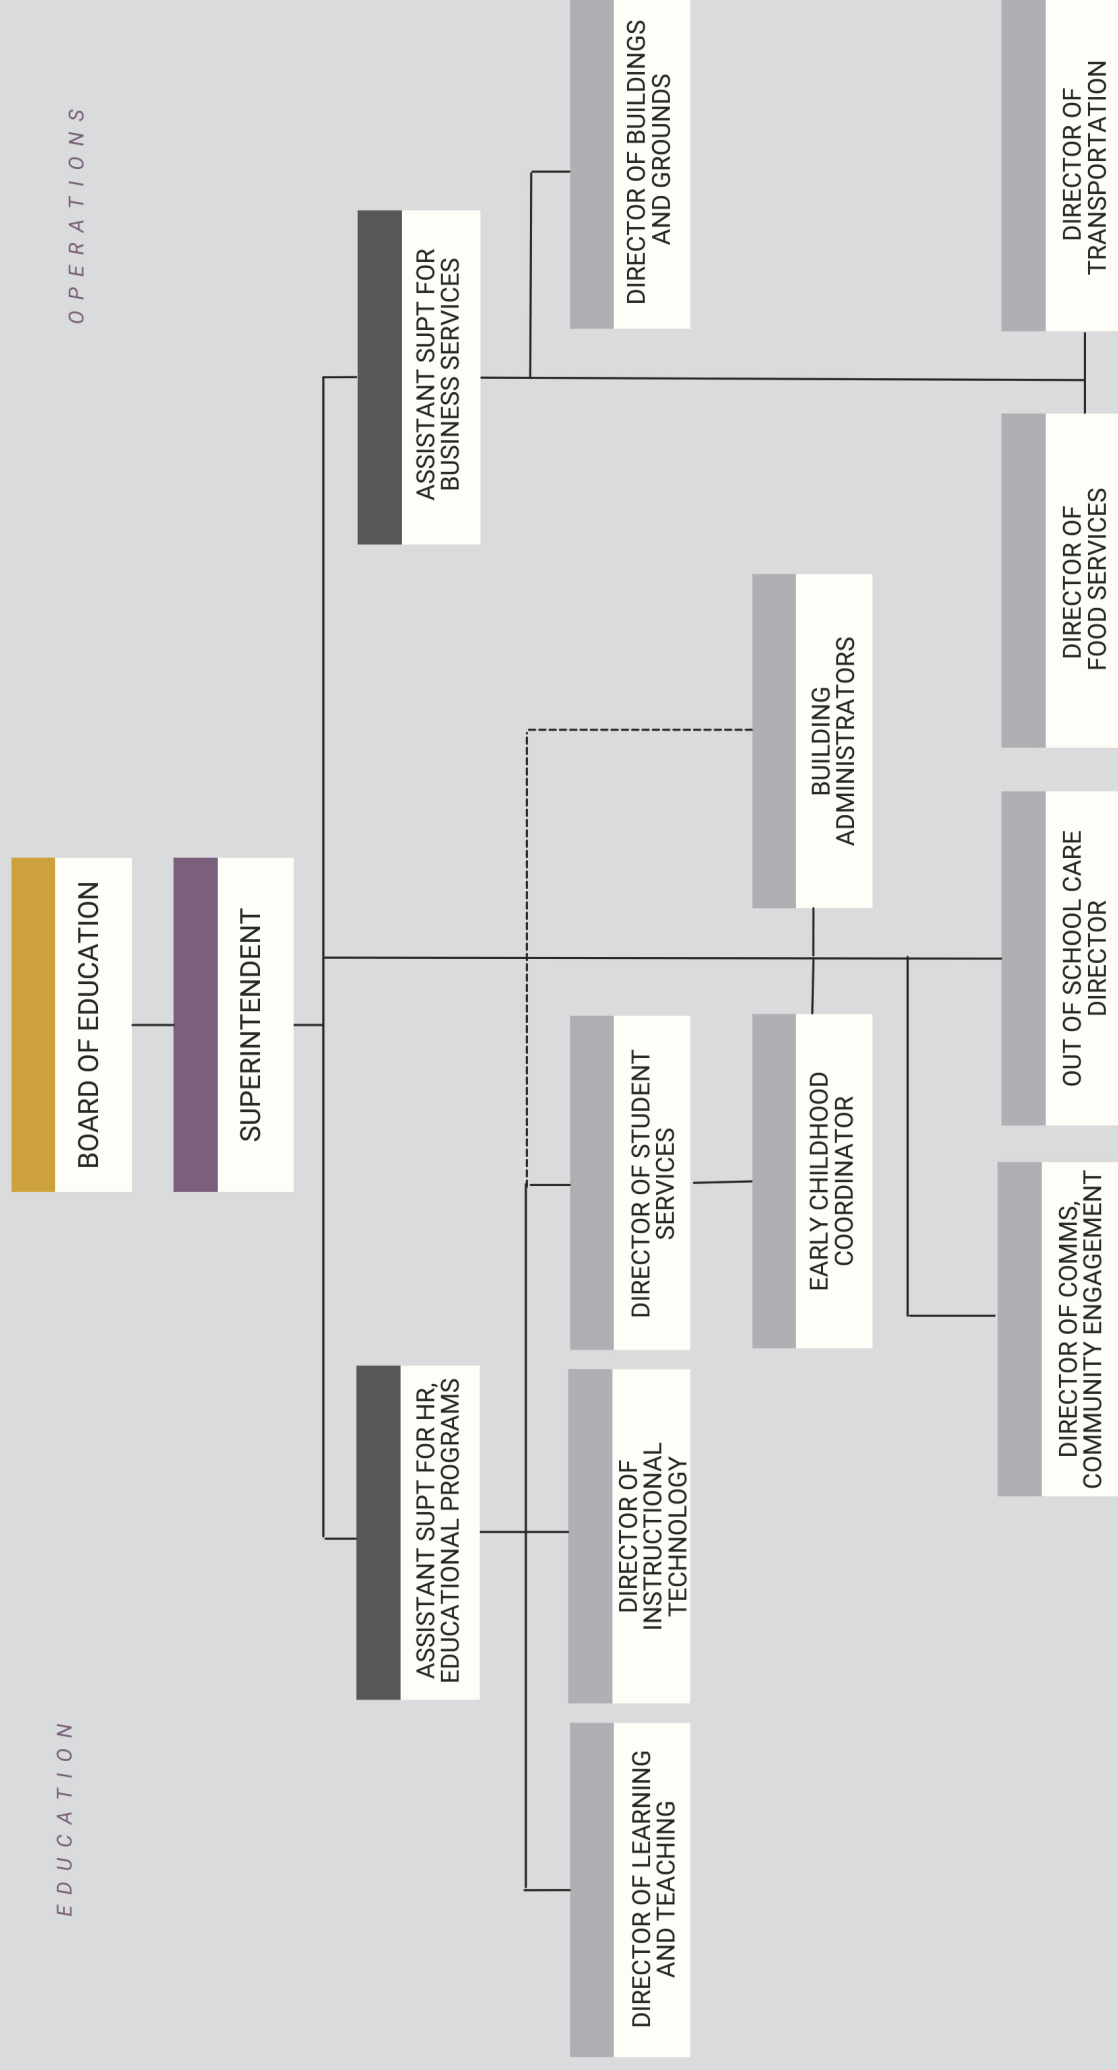 EDUCATION
OPERATIONS
BOARD OF EDUCATION
SUPERINTENDENT
ASSISTANT SUPT FOR HR,
EDUCATIONAL PROGRAMS
ASSISTANT SUPT FOR
BUSINESS SERVICES
DIRECTOR OF LEARNING
AND TEACHING
DIRECTOR OF
INSTRUCTIONAL
TECHNOLOGY
DIRECTOR OF STUDENT
SERVICES
DIRECTOR OF BUILDINGS
AND GROUNDS
EARLY CHILDHOOD
COORDINATOR
BUILDING
ADMINISTRATORS
DIRECTOR OF COMMS,
COMMUNITY ENGAGEMENT
OUT OF SCHOOL CARE
DIRECTOR
DIRECTOR OF
FOOD SERVICES
DIRECTOR OF
TRANSPORTATION